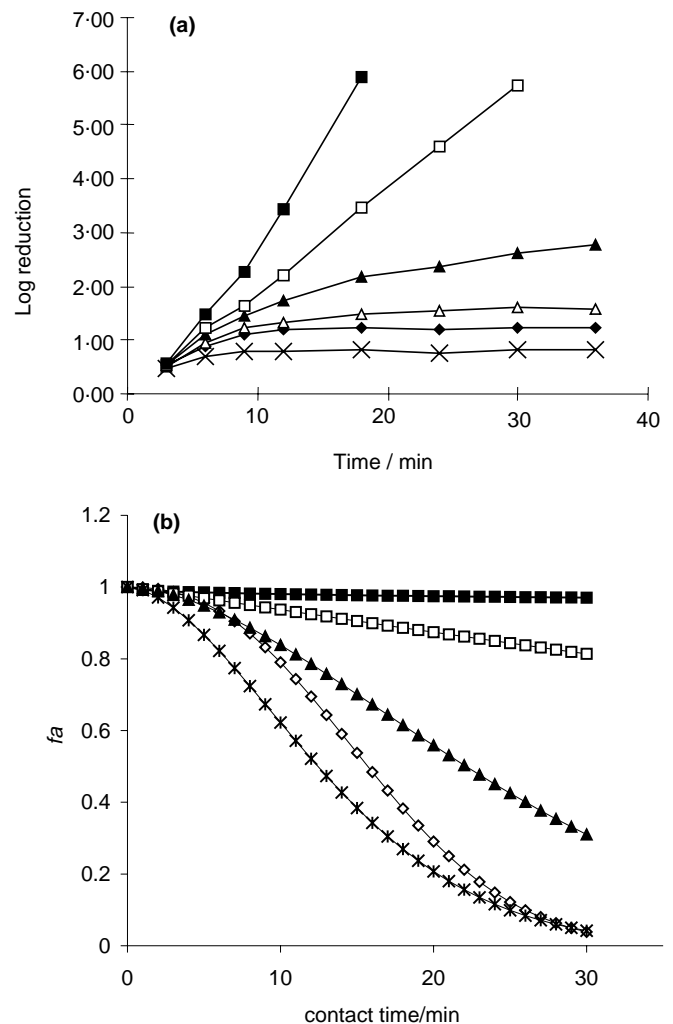 (a)
7·00
6·00
5·00
4·00
3·00
2·00
1·00
0·00
Log reduction
0 10 20 30 40
Time / min
(b)
1.2
1
0.8
0.6
0.4
0.2
0
fa
0 10 20 30
contact time/min